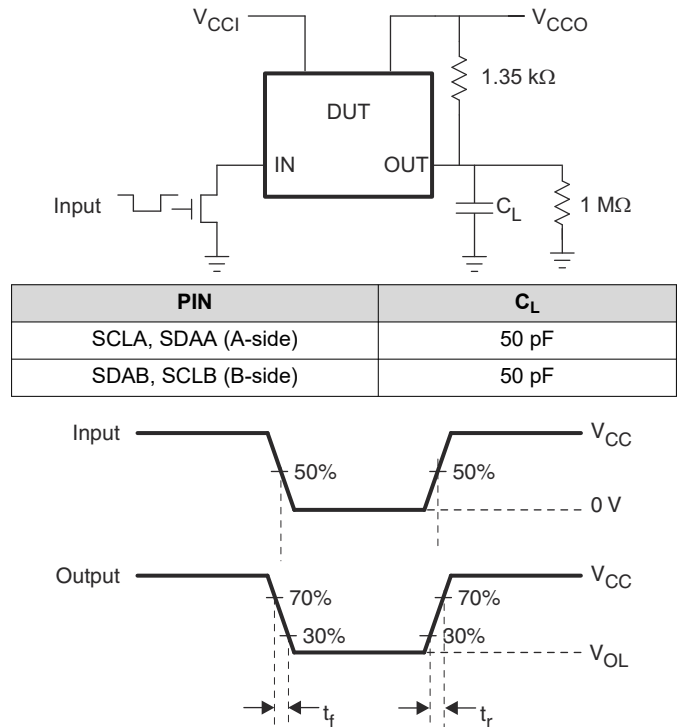 V_CCI
V_CCO
1.35 kΩ
DUT
IN
OUT
Input
C_L
1 MΩ
PIN C_L
SCLA, SDAA (A-side) 50 pF
SDAB, SCLB (B-side) 50 pF
Input
V_CC
50%
50%
0 V
Output
V_CC
70%
70%
30%
30%
V_OL
t_f
t_r